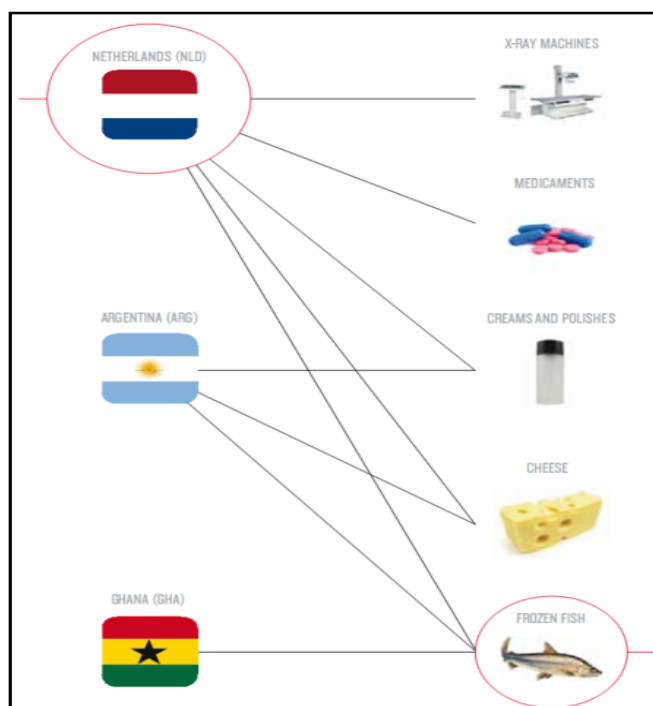 NETHERLANDS (NLD)
X-RAY MACHINES
MEDICAMENTS
ARGENTINA (ARG)
CREAMS AND POLISHES
CHEESE
GHANA (GHA)
FROZEN FISH